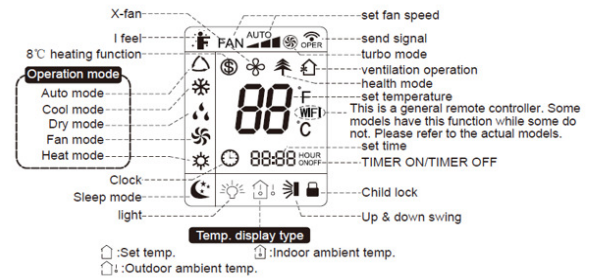 X-fan
set fan speed
I feel
FAN AUTO OPER
send signal
8℃ heating function
turbo mode
Operation mode
ventilation operation
health mode
Auto mode
set temperature
Cool mode
88 °F WIFI °C
This is a general remote controller. Some
models have this function while some do
not. Please refer to the actual models.
Dry mode
Fan mode
set time
Heat mode
88:88 HOUR
ONOFF
TIMER ON/TIMER OFF
Clock
Sleep mode
Child lock
light
Up & down swing
Temp. display type
:Set temp.
:Indoor ambient temp.
:Outdoor ambient temp.